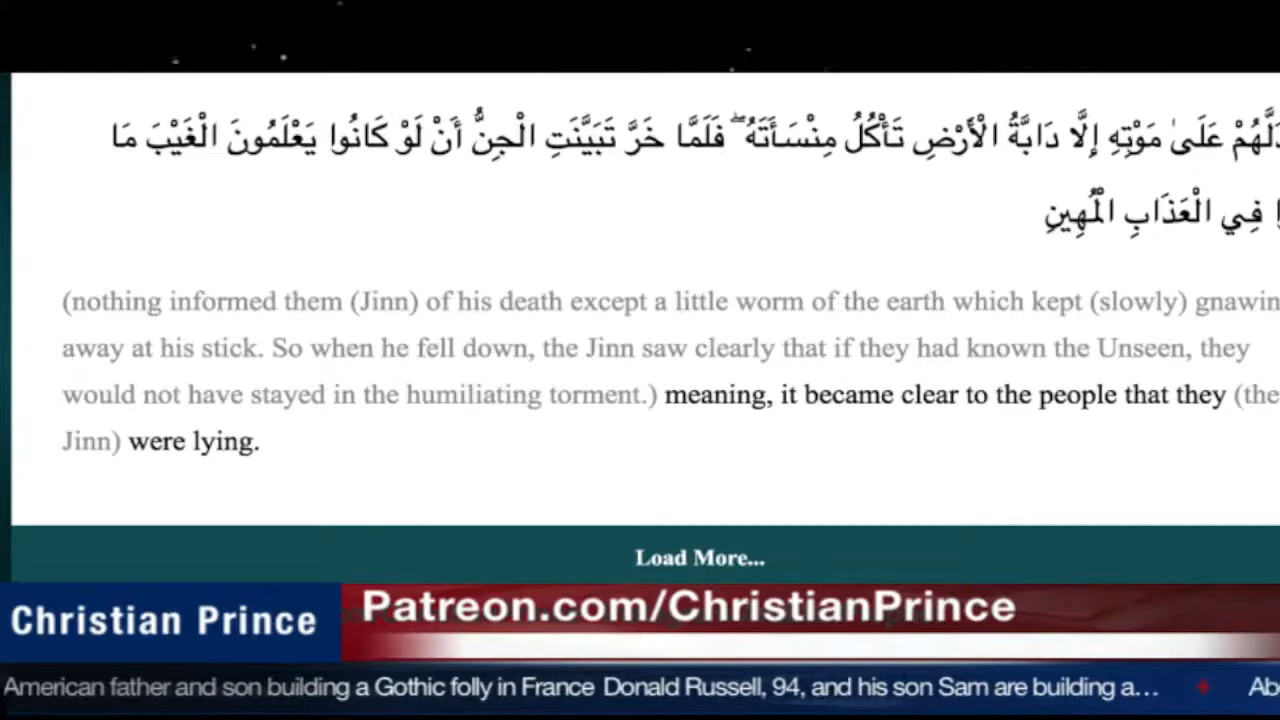 دَلَّهُمْ عَلَىٰ مَوْتِهِ إِلَّا دَابَّةُ الْأَرْضِ تَأْكُلُ مِنْسَأَتَهُ ۖ فَلَمَّا خَرَّ تَبَيَّنَتِ الْجِنُّ أَنْ لَوْ كَانُوا يَعْلَمُونَ الْغَيْبَ مَا
فِي الْعَذَابِ الْمُهِينِ
(nothing informed them (Jinn) of his death except a little worm of the earth which kept (slowly) gnawin
away at his stick. So when he fell down, the Jinn saw clearly that if they had known the Unseen, they
would not have stayed in the humiliating torment.) meaning, it became clear to the people that they (the
Jinn) were lying.
Load More...
Christian Prince
Patreon.com/ChristianPrince
American father and son building a Gothic folly in France Donald Russell, 94, and his son Sam are building a… Ab